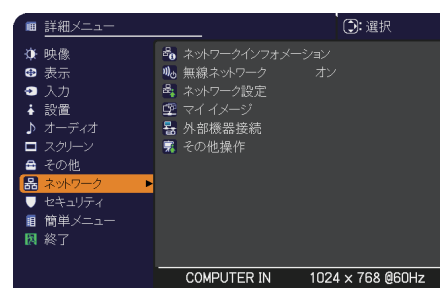 詳細メニュー
:選択
映像
表示
入力
設置
オーディオ
スクリーン
その他
ネットワーク
セキュリティ
簡単メニュー
終了
ネットワークインフォメーション
無線ネットワーク オン
ネットワーク設定
マイイメージ
外部機器接続
その他操作
COMPUTER IN 1024 x 768 @60Hz